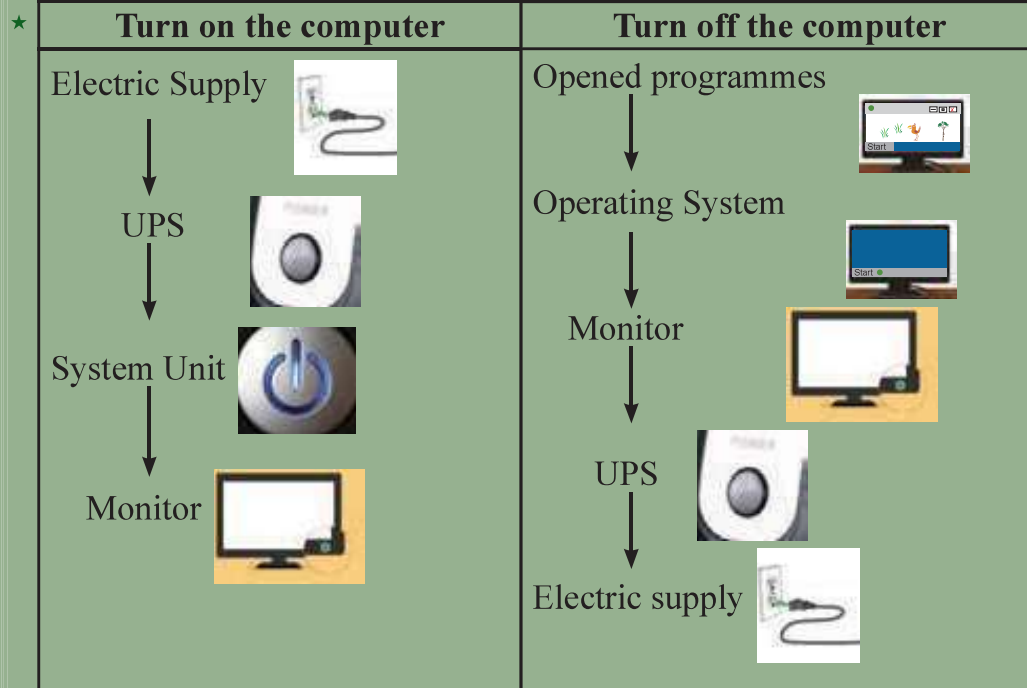 Turn on the computer
Electric Supply
UPS
System Unit
Monitor
Turn off the computer
Opened programmes
Start
Operating System
Start
Monitor
UPS
Electric supply